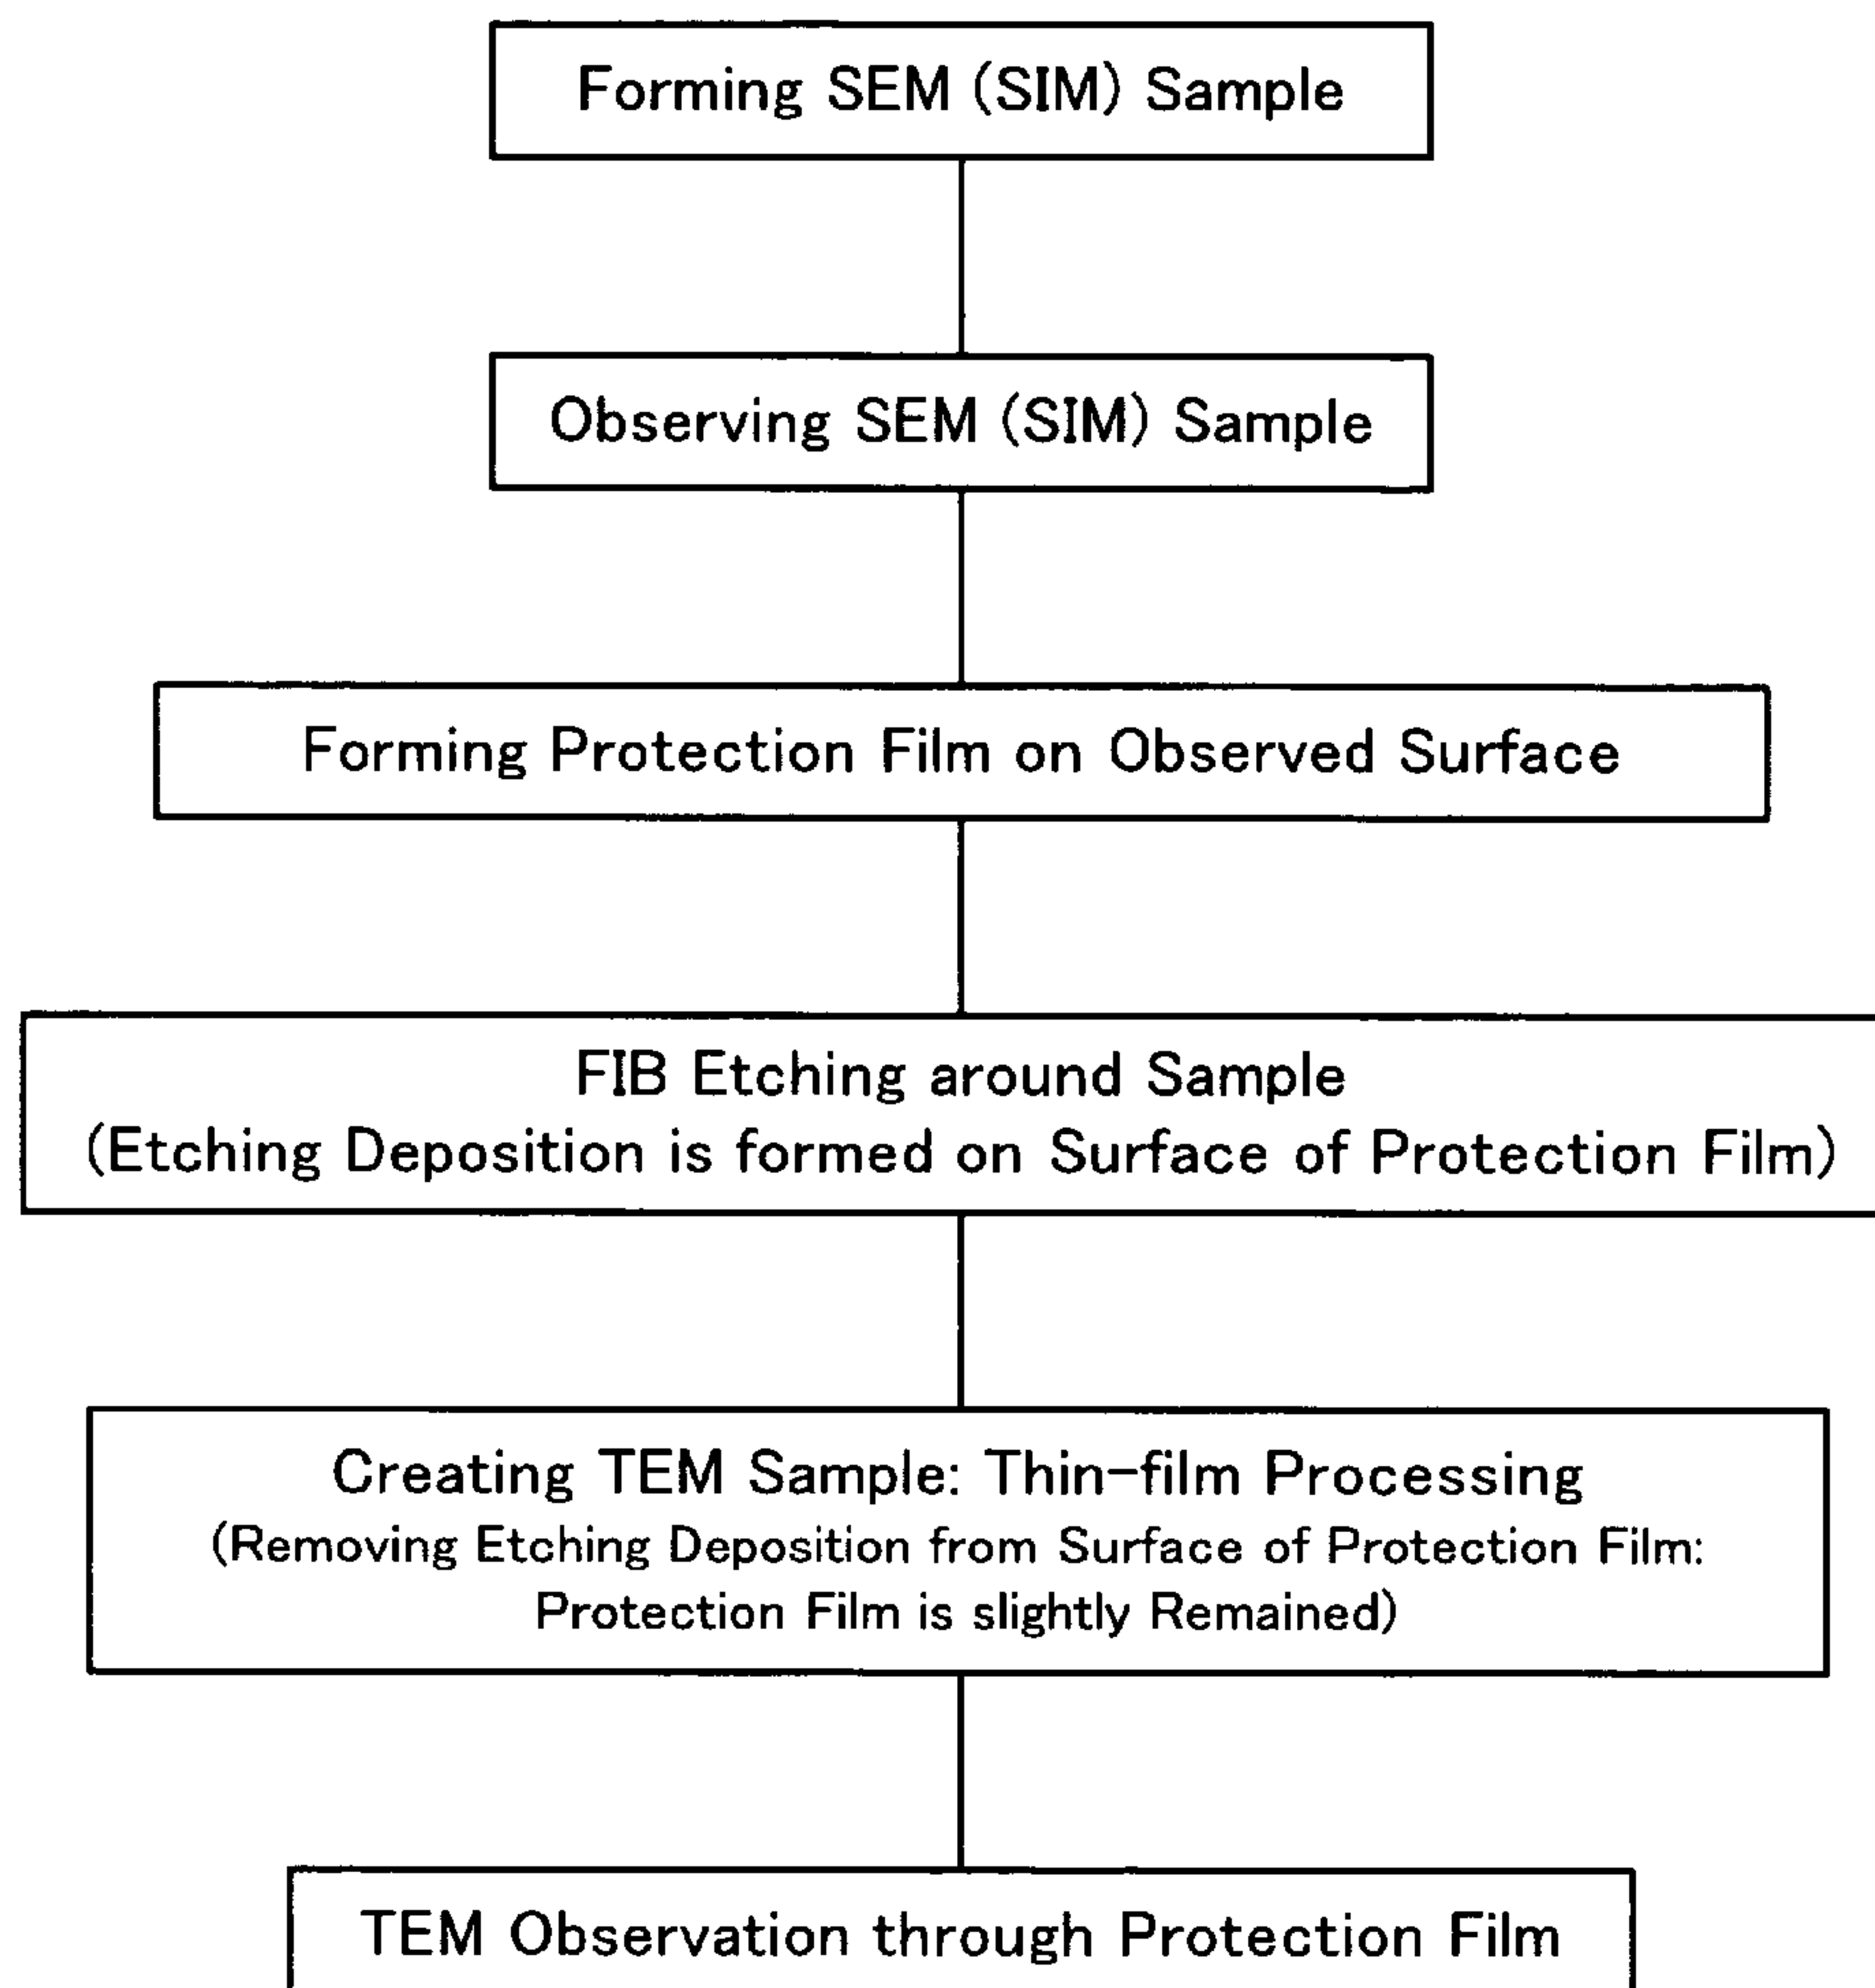 Forming SEM (SIM) Sample
Observing SEM (SIM) Sample
Forming Protection Film on Observed Surface
FIB Etching around Sample
(Etching Deposition is formed on Surface of Protection Film)
Creating TEM Sample: Thin-film Processing
(Removing Etching Deposition from Surface of Protection Film:
Protection Film is slightly Remained)
TEM Observation through Protection Film